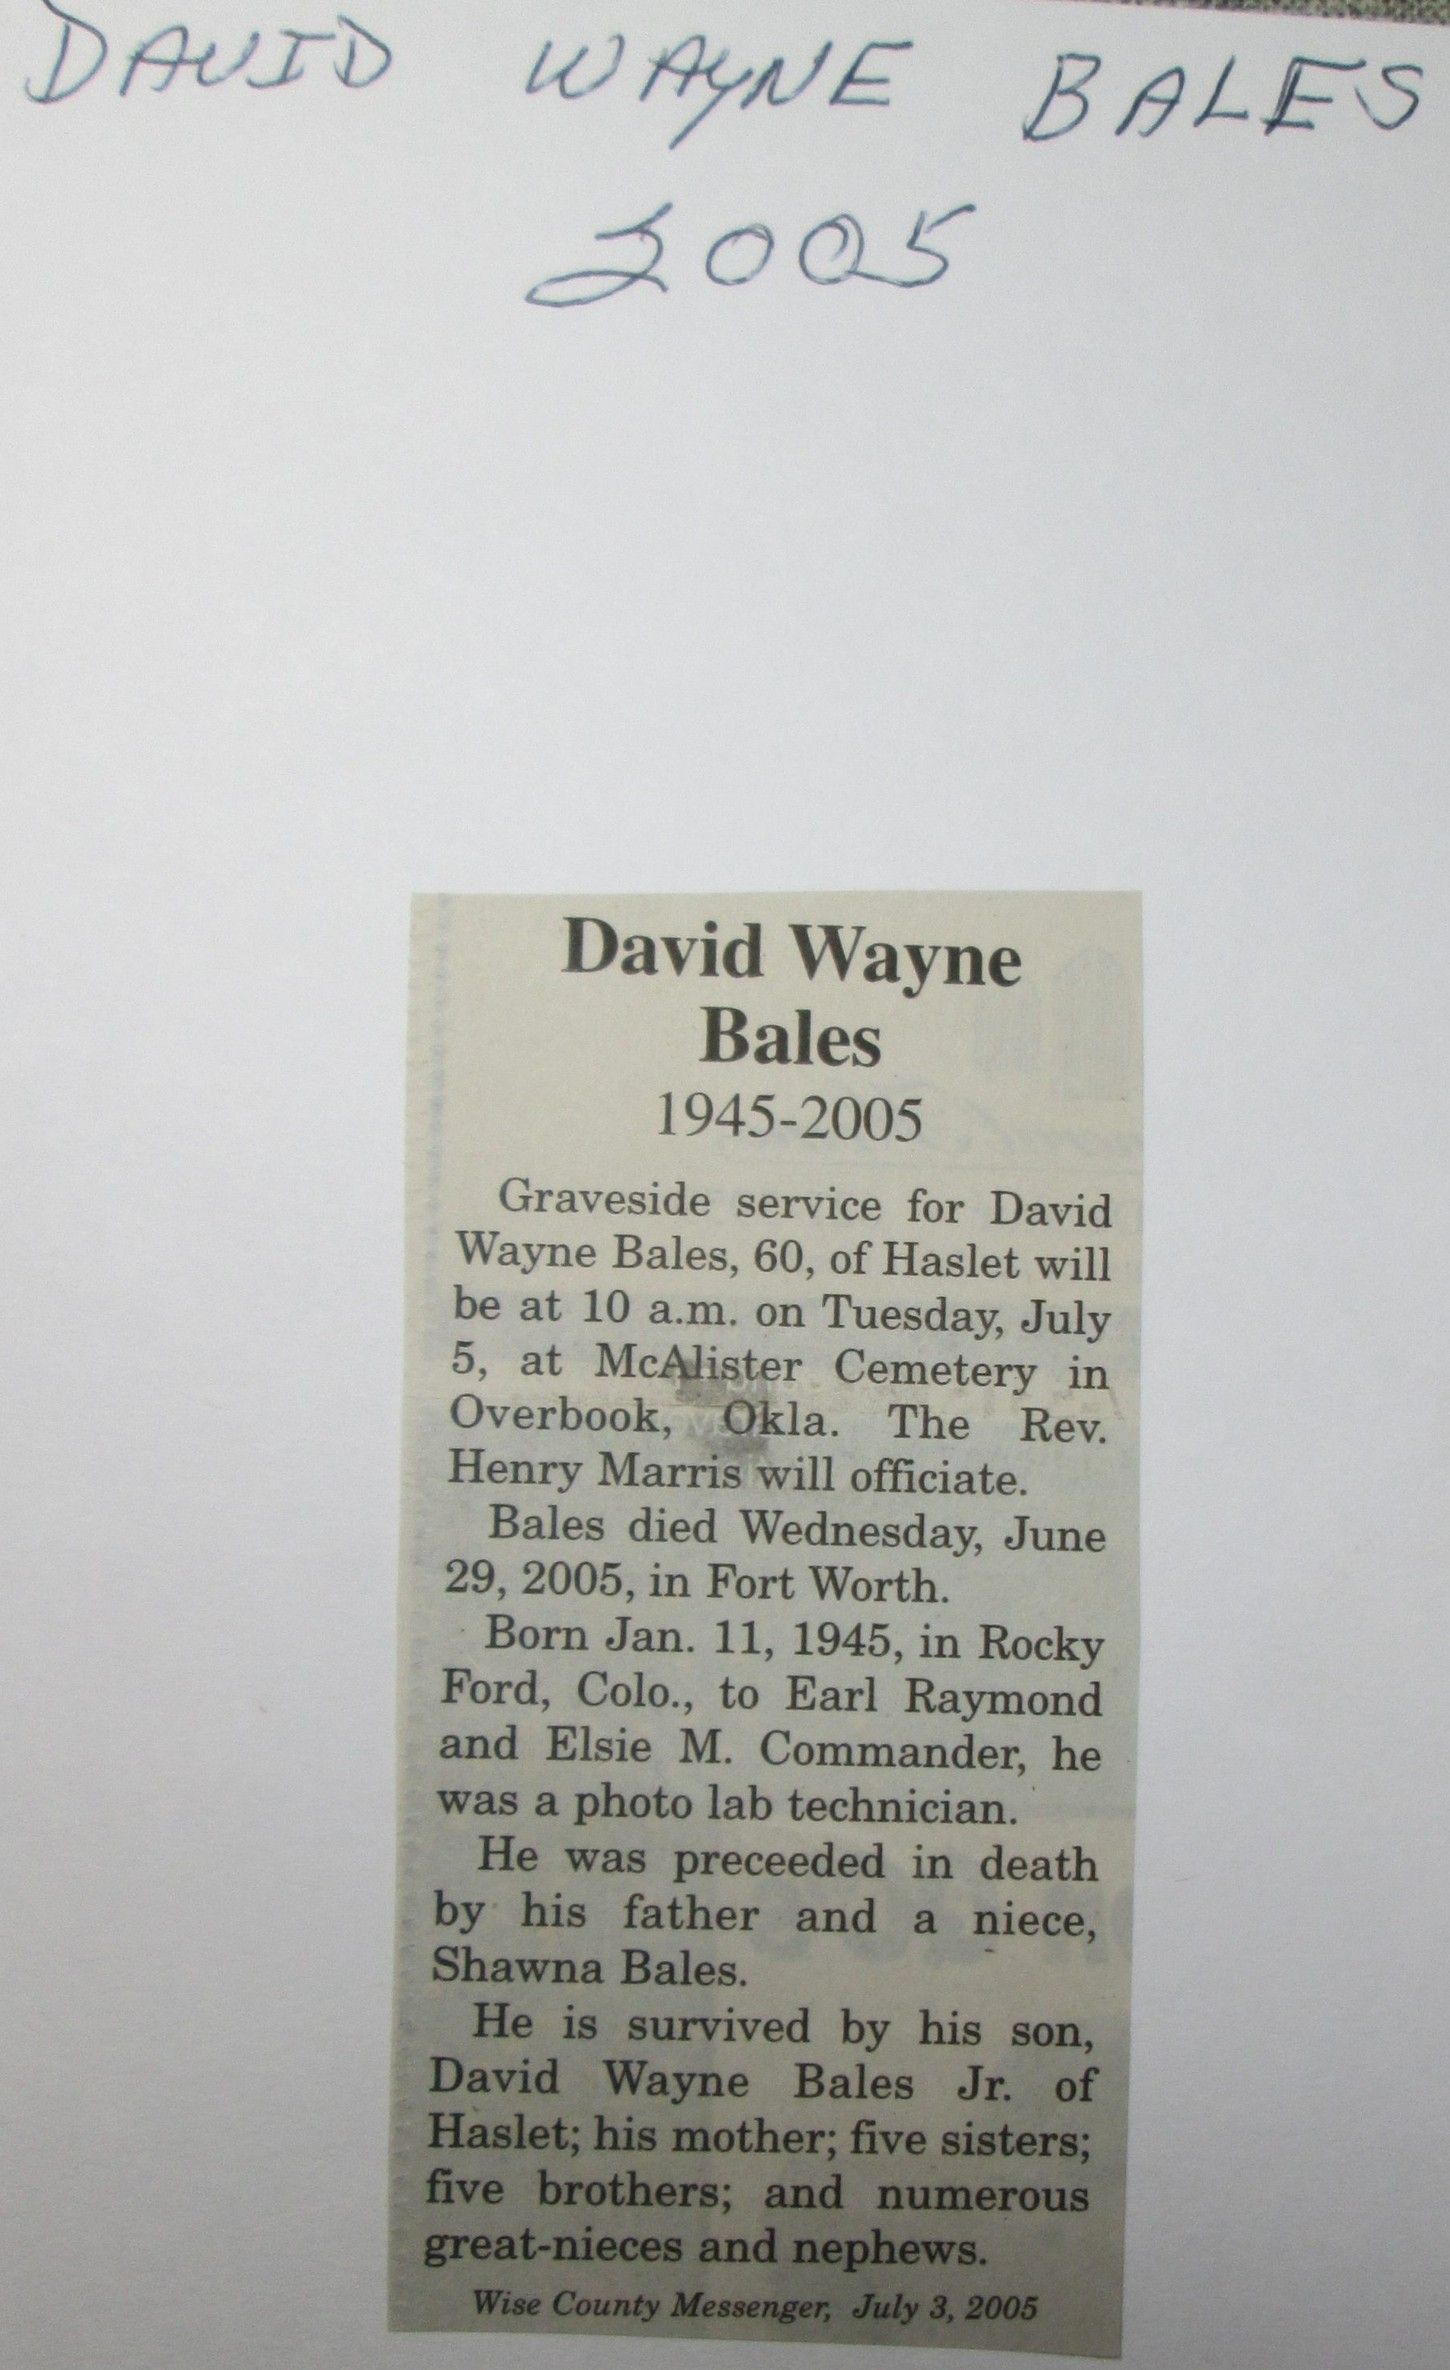 DAVID WAYNE BALES
2005
David Wayne
Bales
1945-2005
Graveside service for David
Wayne Bales, 60, of Haslet will
be at 10 a.m. on Tuesday, July
5, at McAlister Cemetery in
Overbook, Okla. The Rev.
Henry Marris will officiate.
Bales died Wednesday, June
29, 2005, in Fort Worth.
Born Jan. 11, 1945, in Rocky
Ford, Colo., to Earl Raymond
and Elsie M. Commander, he
was a photo lab technician.
He was preceeded in death
by his father and a niece,
Shawna Bales.
He is survived by his son,
David Wayne Bales Jr. of
Haslet; his mother; five sisters;
five brothers; and numerous
great-nieces and nephews.
Wise County Messenger, July 3, 2005